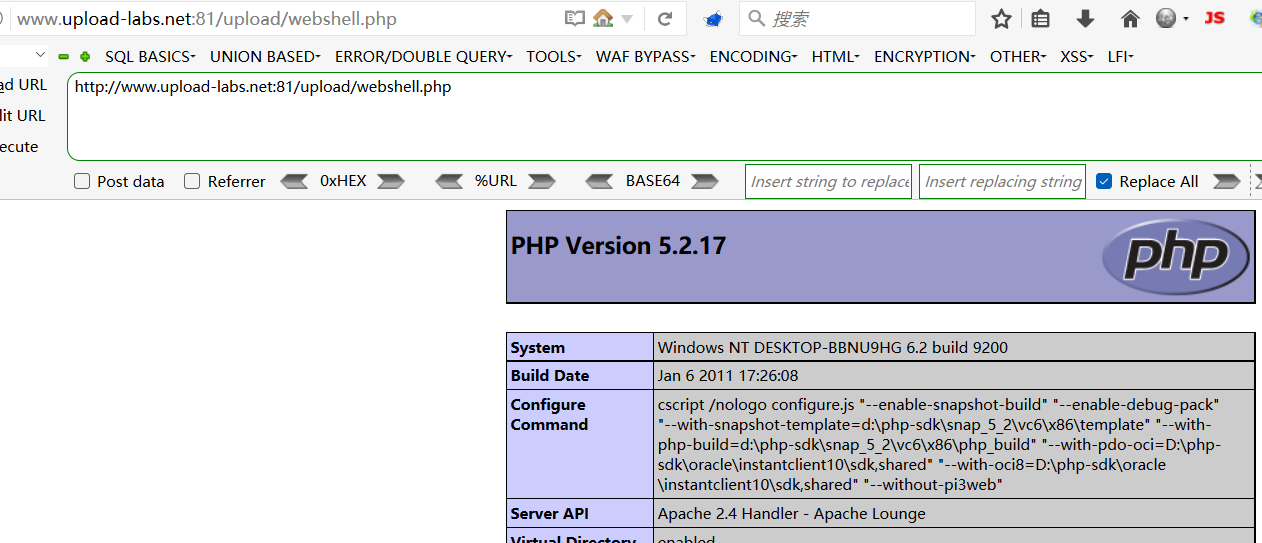 www.upload-labs.net:81/upload/webshell.php
搜索
JS
SQL BASICS UNION BASED ERROR/DOUBLE QUERY TOOLS WAF BYPASS ENCODING HTML ENCRYPTION OTHER XSS LFI
ad URL
http://www.upload-labs.net:81/upload/webshell.php
lit URL
ecute
Post data Referrer 0xHEX %URL BASE64 Insert string to replace Insert replacing string Replace All
PHP Version 5.2.17
php
System Windows NT DESKTOP-BBNU9HG 6.2 build 9200
Build Date Jan 6 2011 17:26:08
Configure Command
cscript /nologo configure.js "--enable-snapshot-build" "--enable-debug-pack"
"--with-snapshot-template=d:\php-sdk\snap_5_2\vc6\x86\template" "--with-
php-build=d:\php-sdk\snap_5_2\vc6\x86\php_build" "--with-pdo-oci=D:\php-
sdk\oracle\instantclient10\sdk,shared" "--with-oci8=D:\php-sdk\oracle
\instantclient10\sdk,shared" "--without-pi3web"
Server API Apache 2.4 Handler - Apache Lounge
Virtual Directory enabled